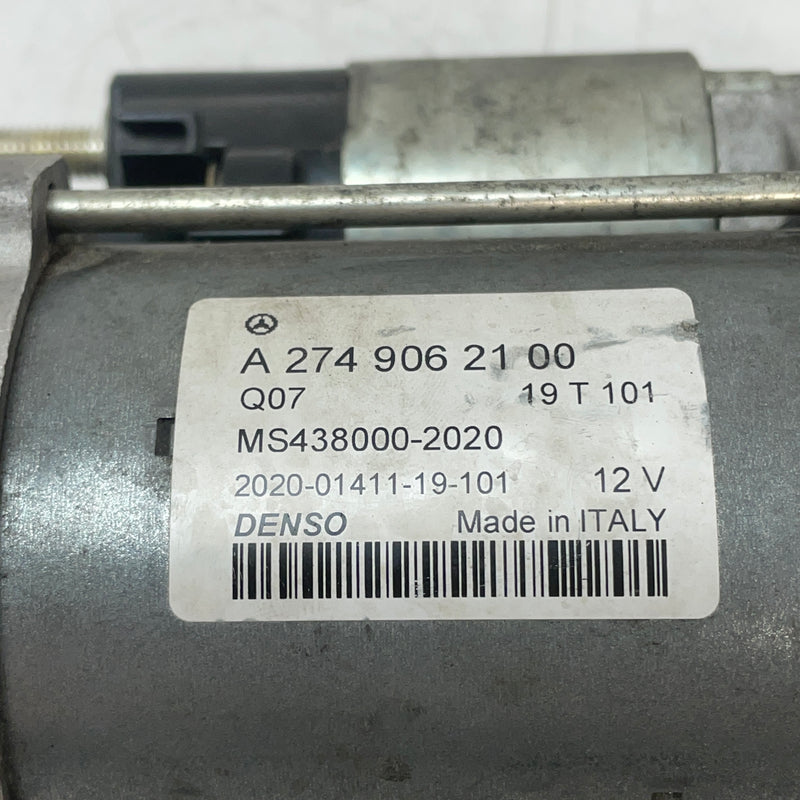 A 274 906 21 00
Q07 19 T 101
MS438000-2020
2020-01411-19-101 12 V
DENSO Made in ITALY